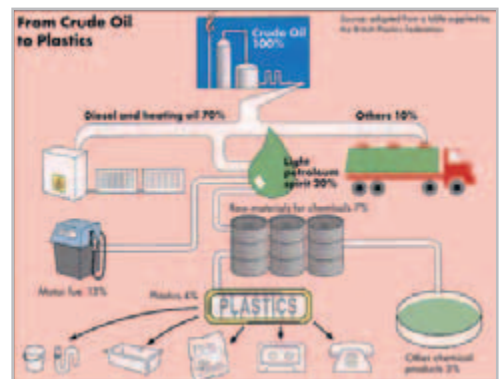 From Crude Oil
to Plastics
Crude Oil
100%
Source: adapted from a table supplied by
the British Plastics Federation
Diesel and heating oil 70%
Others 10%
Light
petroleum
spirit 20%
Raw materials for chemicals 7%
Motor fuel 13%
Plastics 4%
PLASTICS
Other chemical
products 3%